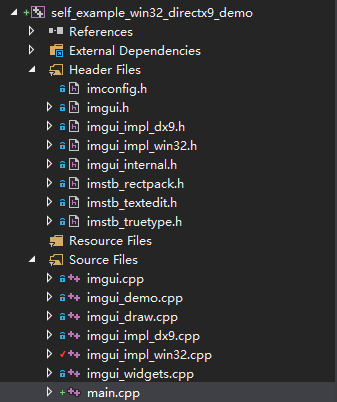 self_example_win32_directx9_demo
References
External Dependencies
Header Files
imconfig.h
imgui.h
imgui_impl_dx9.h
imgui_impl_win32.h
imgui_internal.h
imstb_rectpack.h
imstb_textedit.h
imstb_truetype.h
Resource Files
Source Files
imgui.cpp
imgui_demo.cpp
imgui_draw.cpp
imgui_impl_dx9.cpp
imgui_impl_win32.cpp
imgui_widgets.cpp
main.cpp